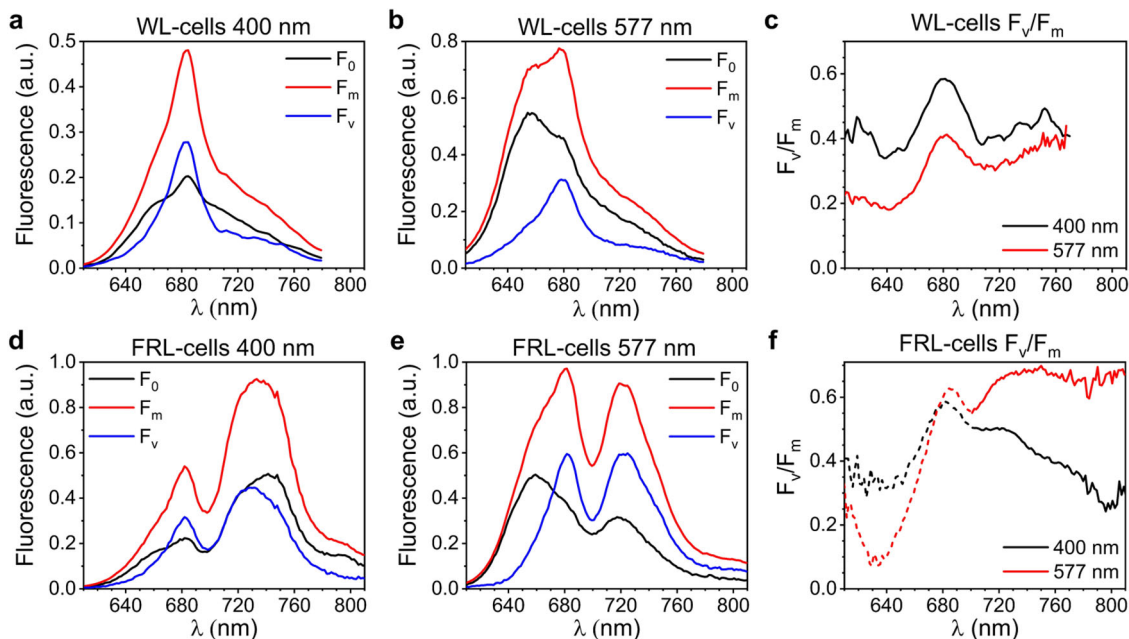 a WL-cells 400 nm
Fluorescence (a.u.)
0.5
0.4
0.3
0.2
0.1
0.0
F0
Fm
Fv
640 680 720 760 800
λ (nm)
b WL-cells 577 nm
Fluorescence (a.u.)
0.8
0.6
0.4
0.2
0.0
F0
Fm
Fv
640 680 720 760 800
λ (nm)
c WL-cells Fv/Fm
Fv/Fm
0.6
0.4
0.2
0.0
400 nm
577 nm
640 680 720 760 800
λ (nm)
d FRL-cells 400 nm
Fluorescence (a.u.)
1.0
0.8
0.6
0.4
0.2
0.0
F0
Fm
Fv
640 680 720 760 800
λ (nm)
e FRL-cells 577 nm
Fluorescence (a.u.)
1.0
0.8
0.6
0.4
0.2
0.0
F0
Fm
Fv
640 680 720 760 800
λ (nm)
f FRL-cells Fv/Fm
Fv/Fm
0.6
0.4
0.2
0.0
400 nm
577 nm
640 680 720 760 800
λ (nm)